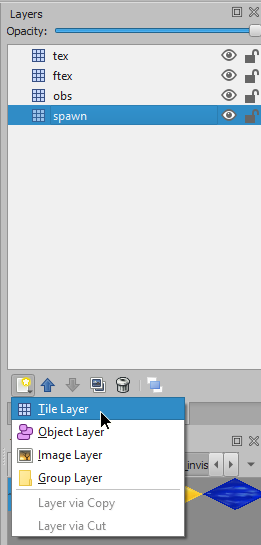 Layers
Opacity:
tex
ftex
obs
spawn
Tile Layer
Object Layer
Image Layer
Group Layer
_invis
Layer via Copy
Layer via Cut